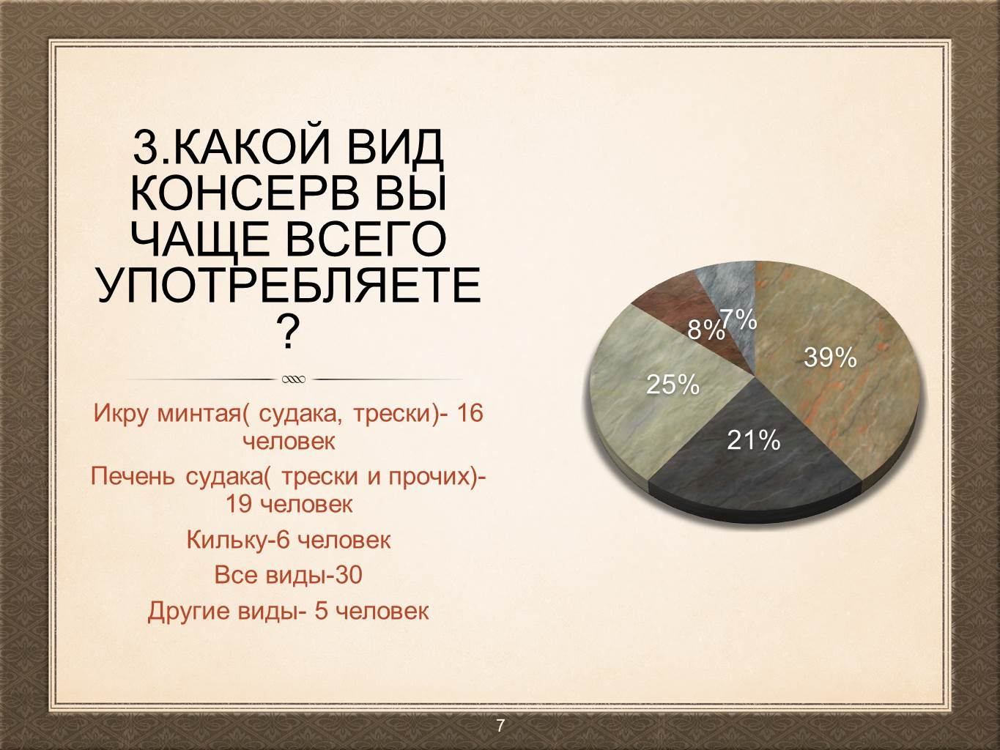 3.КАКОЙ ВИД
КОНСЕРВ ВЫ
ЧАЩЕ ВСЕГО
УПОТРЕБЛЯЕТЕ
?
Икру минтая( судака, трески)- 16
человек
Печень судака( трески и прочих)-
19 человек
Кильку-6 человек
Все виды-30
Другие виды- 5 человек
7%
8%
39%
25%
21%
7